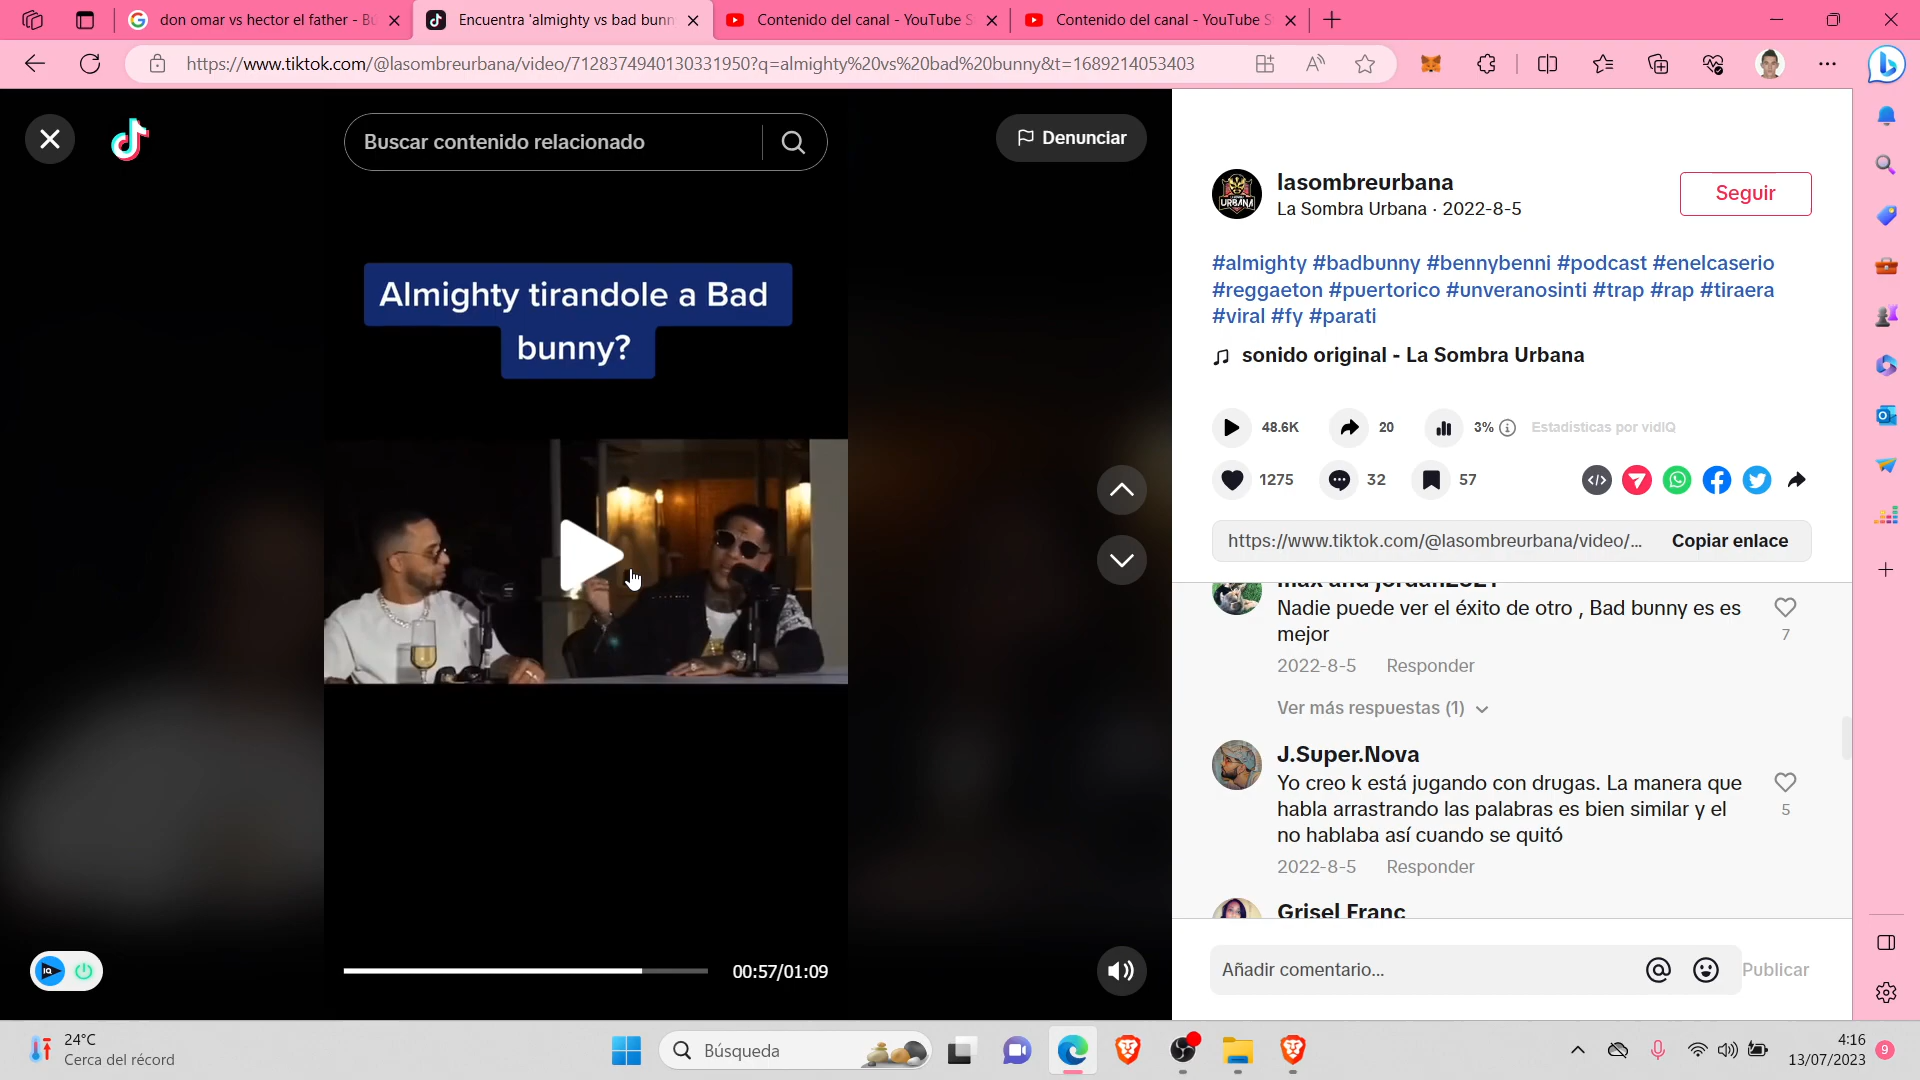 don omar vs hector el father - Bu
Encuentra 'almighty vs bad bunn
Contenido del canal - YouTube S
Contenido del canal - YouTube S
https://www.tiktok.com/@lasombreurbana/video/7128374940130331950?q=almighty%20vs%20bad%20bunny&t=1689214053403
Buscar contenido relacionado
Denunciar
Almighty tirandole a Bad
bunny?
00:57/01:09
URBANA
lasombreurbana
La Sombra Urbana · 2022-8-5
Seguir
#almighty #badbunny #bennybenni #podcast #enelcaserio
#reggaeton #puertorico #unveranosinti #trap #rap #tiraera
#viral #fy #parati
sonido original - La Sombra Urbana
48.6K
20
3%
Estadísticas por vidIQ
1275
32
57
https://www.tiktok.com/@lasombreurbana/video/...
Copiar enlace
Nadie puede ver el éxito de otro , Bad bunny es es
mejor
7
2022-8-5 Responder
Ver más respuestas (1)
J.Super.Nova
Yo creo k está jugando con drugas. La manera que
habla arrastrando las palabras es bien similar y el
no hablaba así cuando se quitó
5
2022-8-5 Responder
Grisel Franc
Añadir comentario...
Publicar
IQ
24°C
Cerca del récord
Búsqueda
4:16
13/07/2023
9